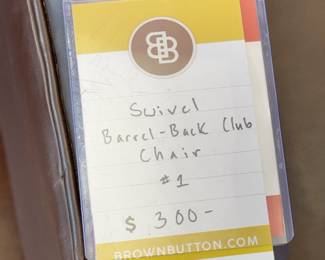 BB
Swivel
Barrel-Back Club
Chair
#1
$ 300-
BROWNBUTTON.COM